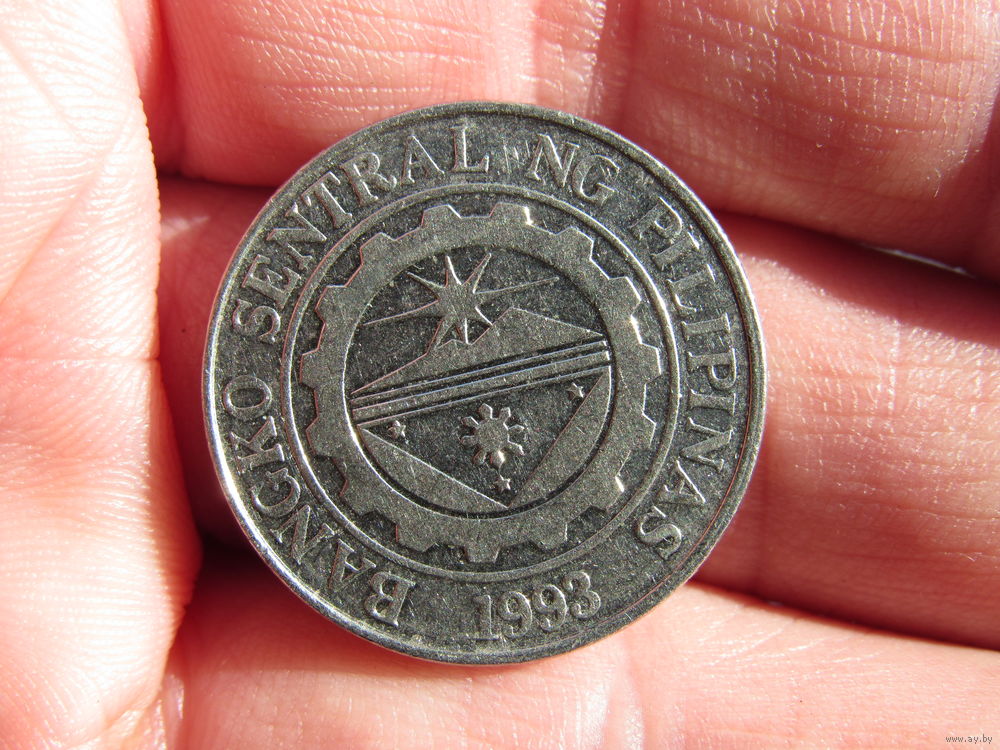 BANGKO SENTRAL NG PILIPINAS
1993
www.ay.by